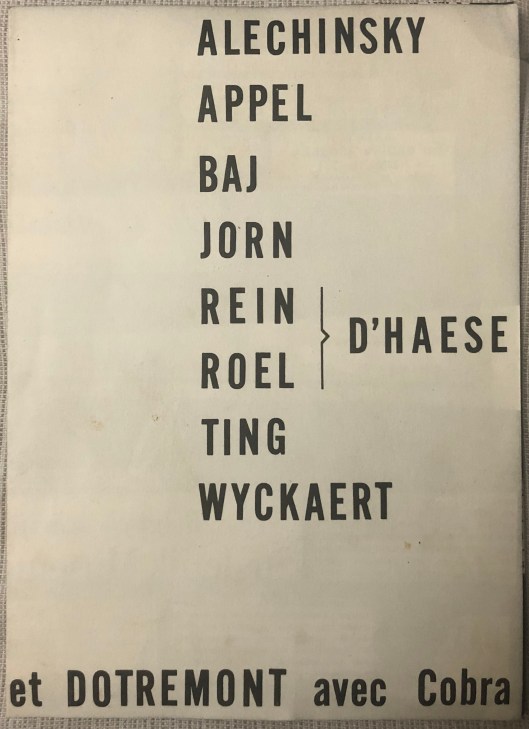 ALECHINSKY
APPEL
BAJ
JORN
REIN
ROEL
D'HAESE
TING
WYCKAERT
et DOTREMONT avec Cobra